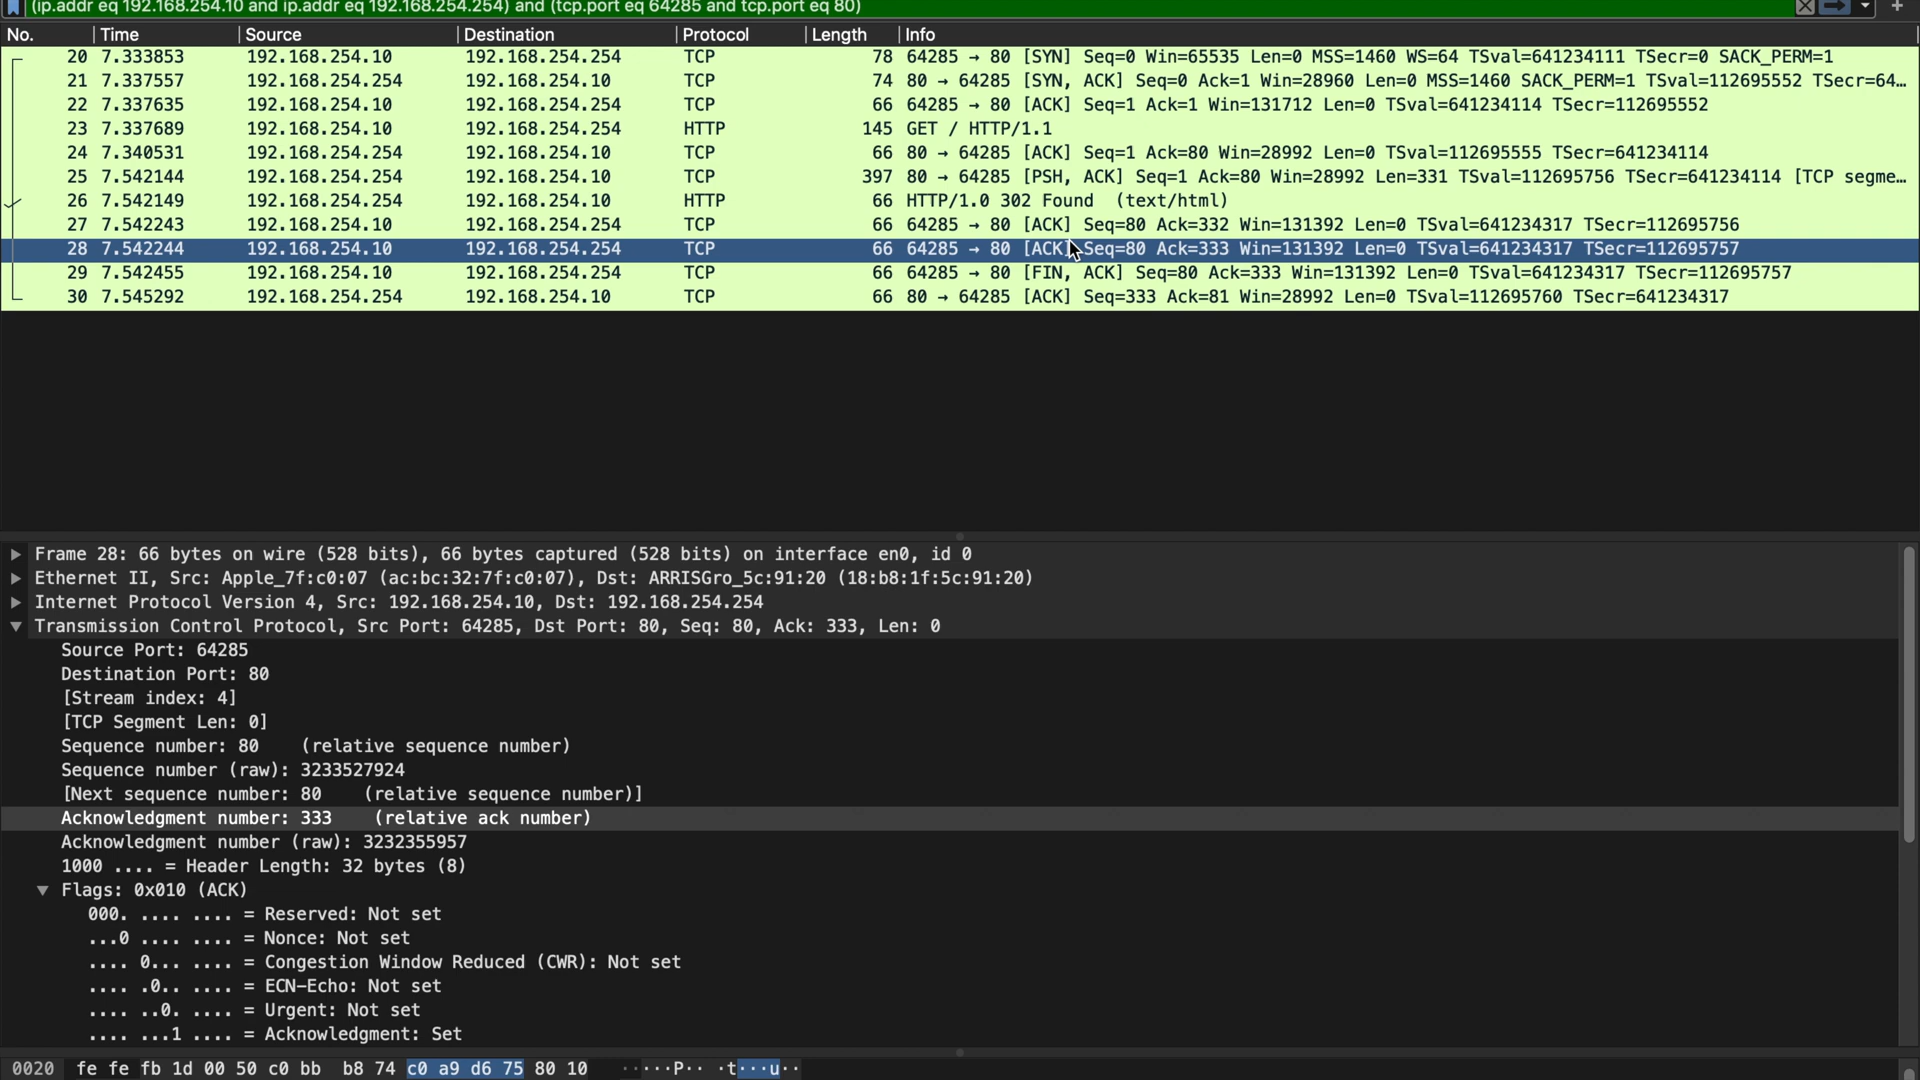 (ip.addr eq 192.168.254.10 and ip.addr eq 192.168.254.254) and (tcp.port eq 64285 and tcp.port eq 80)
No. Time Source Destination Protocol Length Info
20 7.333853 192.168.254.10 192.168.254.254 TCP 78 64285 → 80 [SYN] Seq=0 Win=65535 Len=0 MSS=1460 WS=64 TSval=641234111 TSecr=0 SACK_PERM=1
21 7.337557 192.168.254.254 192.168.254.10 TCP 74 80 → 64285 [SYN, ACK] Seq=0 Ack=1 Win=28960 Len=0 MSS=1460 SACK_PERM=1 TSval=112695552 TSecr=64…
22 7.337635 192.168.254.10 192.168.254.254 TCP 66 64285 → 80 [ACK] Seq=1 Ack=1 Win=131712 Len=0 TSval=641234114 TSecr=112695552
23 7.337689 192.168.254.10 192.168.254.254 HTTP 145 GET / HTTP/1.1
24 7.340531 192.168.254.254 192.168.254.10 TCP 66 80 → 64285 [ACK] Seq=1 Ack=80 Win=28992 Len=0 TSval=112695555 TSecr=641234114
25 7.542144 192.168.254.254 192.168.254.10 TCP 397 80 → 64285 [PSH, ACK] Seq=1 Ack=80 Win=28992 Len=331 TSval=112695756 TSecr=641234114 [TCP segme…
26 7.542149 192.168.254.254 192.168.254.10 HTTP 66 HTTP/1.0 302 Found (text/html)
27 7.542243 192.168.254.10 192.168.254.254 TCP 66 64285 → 80 [ACK] Seq=80 Ack=332 Win=131392 Len=0 TSval=641234317 TSecr=112695756
28 7.542244 192.168.254.10 192.168.254.254 TCP 66 64285 → 80 [ACK] Seq=80 Ack=333 Win=131392 Len=0 TSval=641234317 TSecr=112695757
29 7.542455 192.168.254.10 192.168.254.254 TCP 66 64285 → 80 [FIN, ACK] Seq=80 Ack=333 Win=131392 Len=0 TSval=641234317 TSecr=112695757
30 7.545292 192.168.254.254 192.168.254.10 TCP 66 80 → 64285 [ACK] Seq=333 Ack=81 Win=28992 Len=0 TSval=112695760 TSecr=641234317
Frame 28: 66 bytes on wire (528 bits), 66 bytes captured (528 bits) on interface en0, id 0
Ethernet II, Src: Apple_7f:c0:07 (ac:bc:32:7f:c0:07), Dst: ARRISGro_5c:91:20 (18:b8:1f:5c:91:20)
Internet Protocol Version 4, Src: 192.168.254.10, Dst: 192.168.254.254
Transmission Control Protocol, Src Port: 64285, Dst Port: 80, Seq: 80, Ack: 333, Len: 0
Source Port: 64285
Destination Port: 80
[Stream index: 4]
[TCP Segment Len: 0]
Sequence number: 80 (relative sequence number)
Sequence number (raw): 3233527924
[Next sequence number: 80 (relative sequence number)]
Acknowledgment number: 333 (relative ack number)
Acknowledgment number (raw): 3232355957
1000 .... = Header Length: 32 bytes (8)
Flags: 0x010 (ACK)
000. .... .... = Reserved: Not set
...0 .... .... = Nonce: Not set
.... 0... .... = Congestion Window Reduced (CWR): Not set
.... .0.. .... = ECN-Echo: Not set
.... ..0. .... = Urgent: Not set
.... ...1 .... = Acknowledgment: Set
0020 fe fe fb 1d 00 50 c0 bb b8 74 c0 a9 d6 75 80 10 ·····P·· ·t···u··